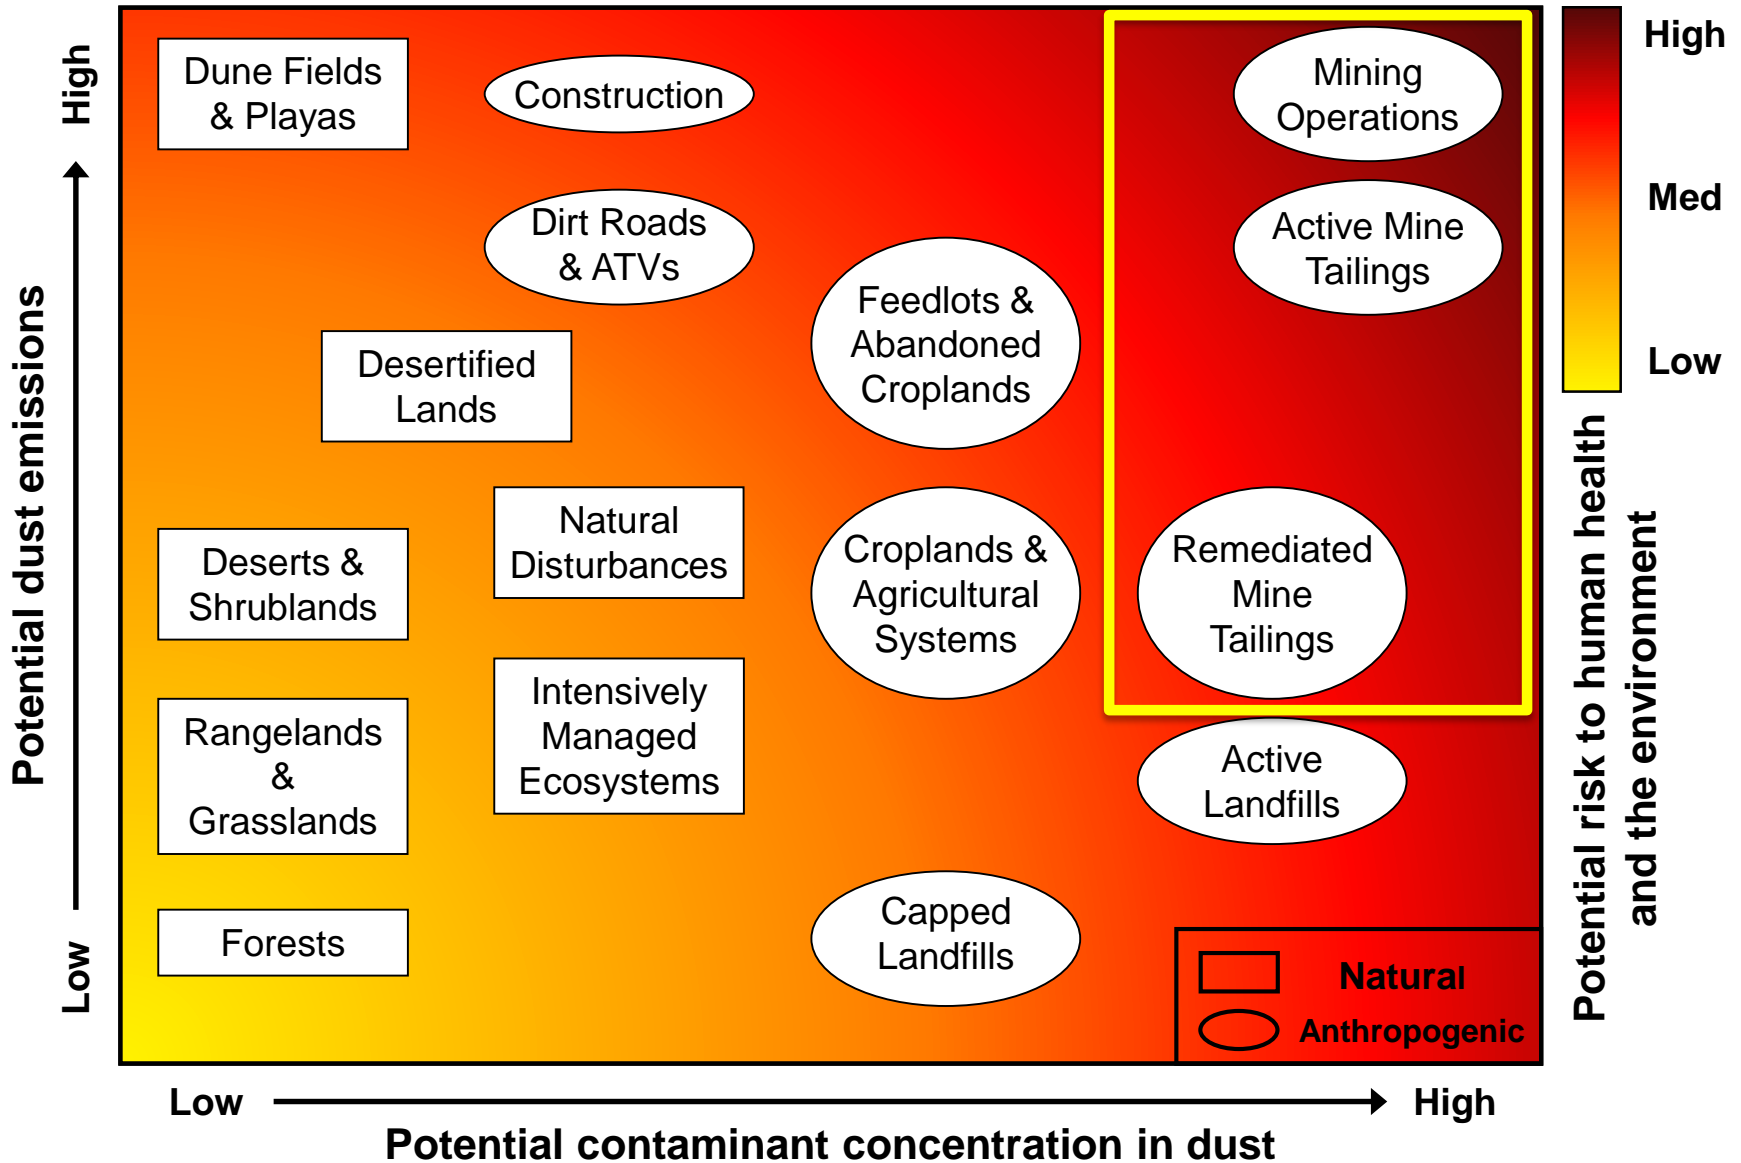 High
Low
Potential dust emissions
Dune Fields
& Playas
Construction
Mining
Operations
Dirt Roads
& ATVs
Active Mine
Tailings
Feedlots &
Abandoned
Croplands
Desertified
Lands
Natural
Disturbances
Deserts &
Shrublands
Croplands &
Agricultural
Systems
Remediated
Mine
Tailings
Intensively
Managed
Ecosystems
Rangelands
&
Grasslands
Active
Landfills
Forests
Capped
Landfills
Natural
Anthropogenic
Low
High
Potential contaminant concentration in dust
High
Med
Low
Potential risk to human health
and the environment